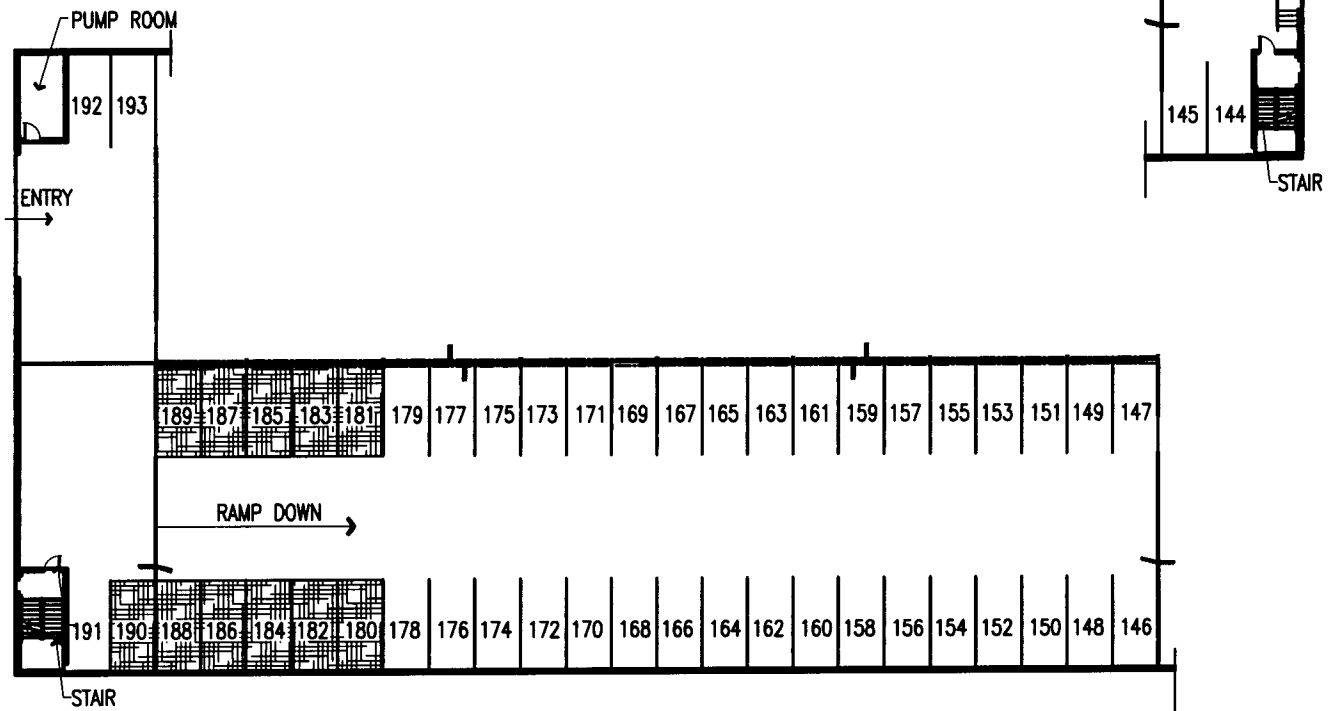 PUMP ROOM
192 193
145 144
ENTRY
STAIR
189 187 185 183 181 179 177 175 173 171 169 167 165 163 161 159 157 155 153 151 149 147
RAMP DOWN
191 190 188 186 184 182 180 178 176 174 172 170 168 166 164 162 160 158 156 154 152 150 148 146
STAIR